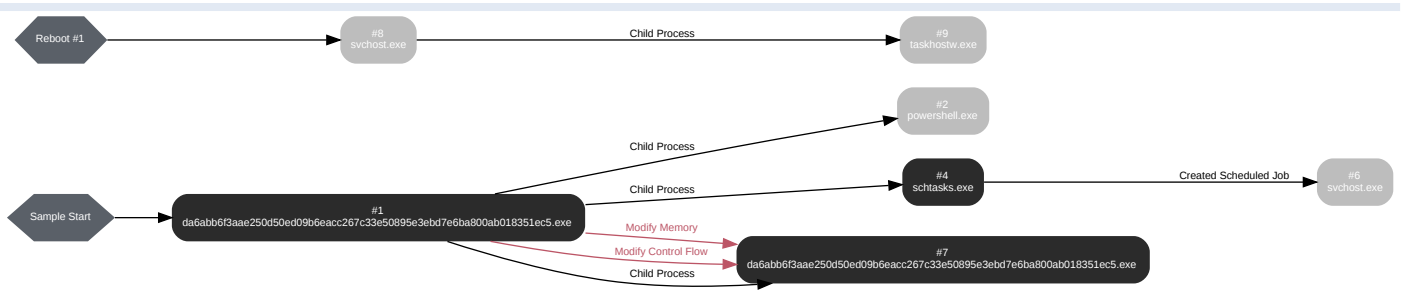 Reboot #1
#8
svchost.exe
Child Process
#9
taskhostw.exe
#2
powershell.exe
Child Process
#4
schtasks.exe
Child Process
Created Scheduled Job
#6
svchost.exe
Sample Start
#1
da6abb6f3aae250d50ed09b6eacc267c33e50895e3ebd7e6ba800ab018351ec5.exe
Modify Memory
Modify Control Flow
Child Process
#7
da6abb6f3aae250d50ed09b6eacc267c33e50895e3ebd7e6ba800ab018351ec5.exe